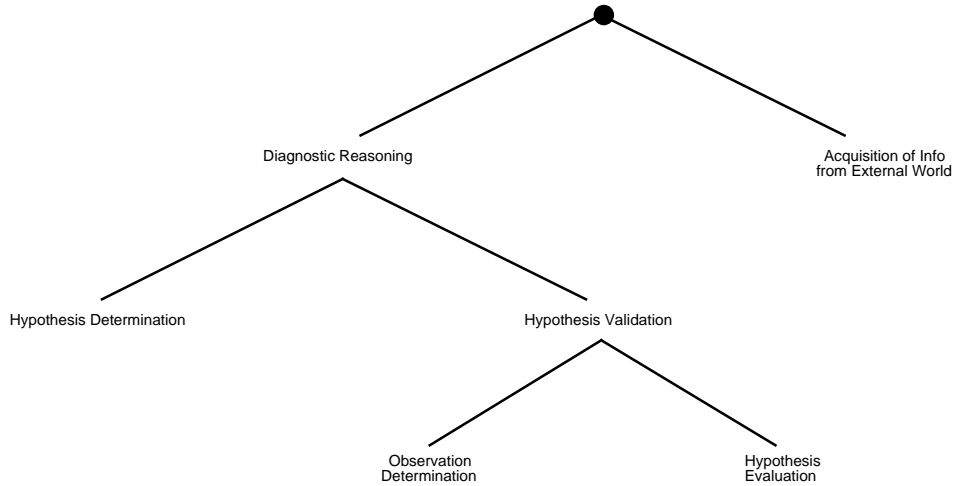 Diagnostic Reasoning
Acquisition of Info
from External World
Hypothesis Determination
Hypothesis Validation
Observation
Determination
Hypothesis
Evaluation